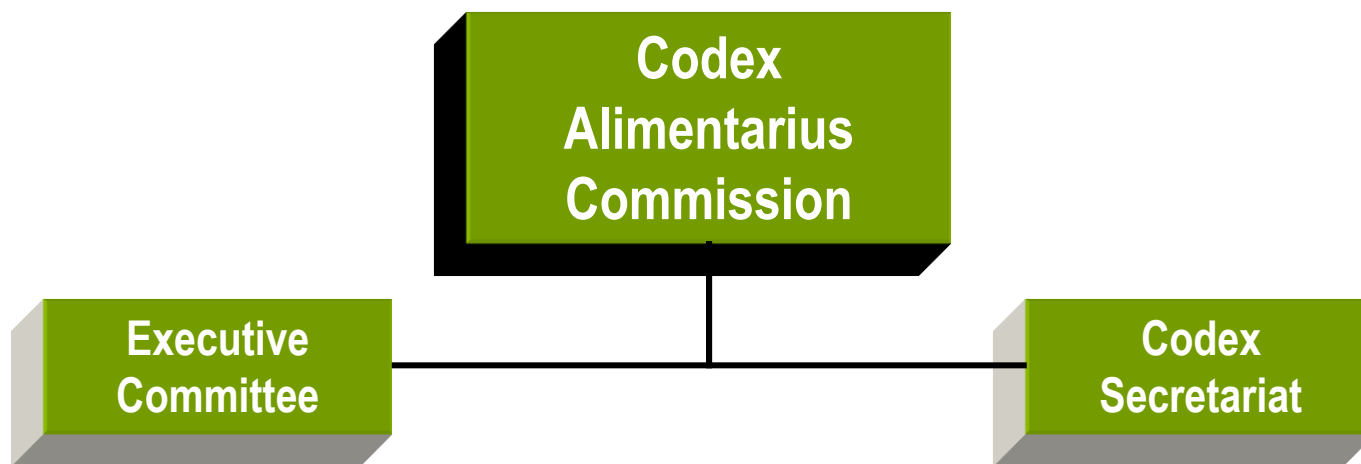 Codex
Alimentarius
Commission
Executive
Committee
Codex
Secretariat